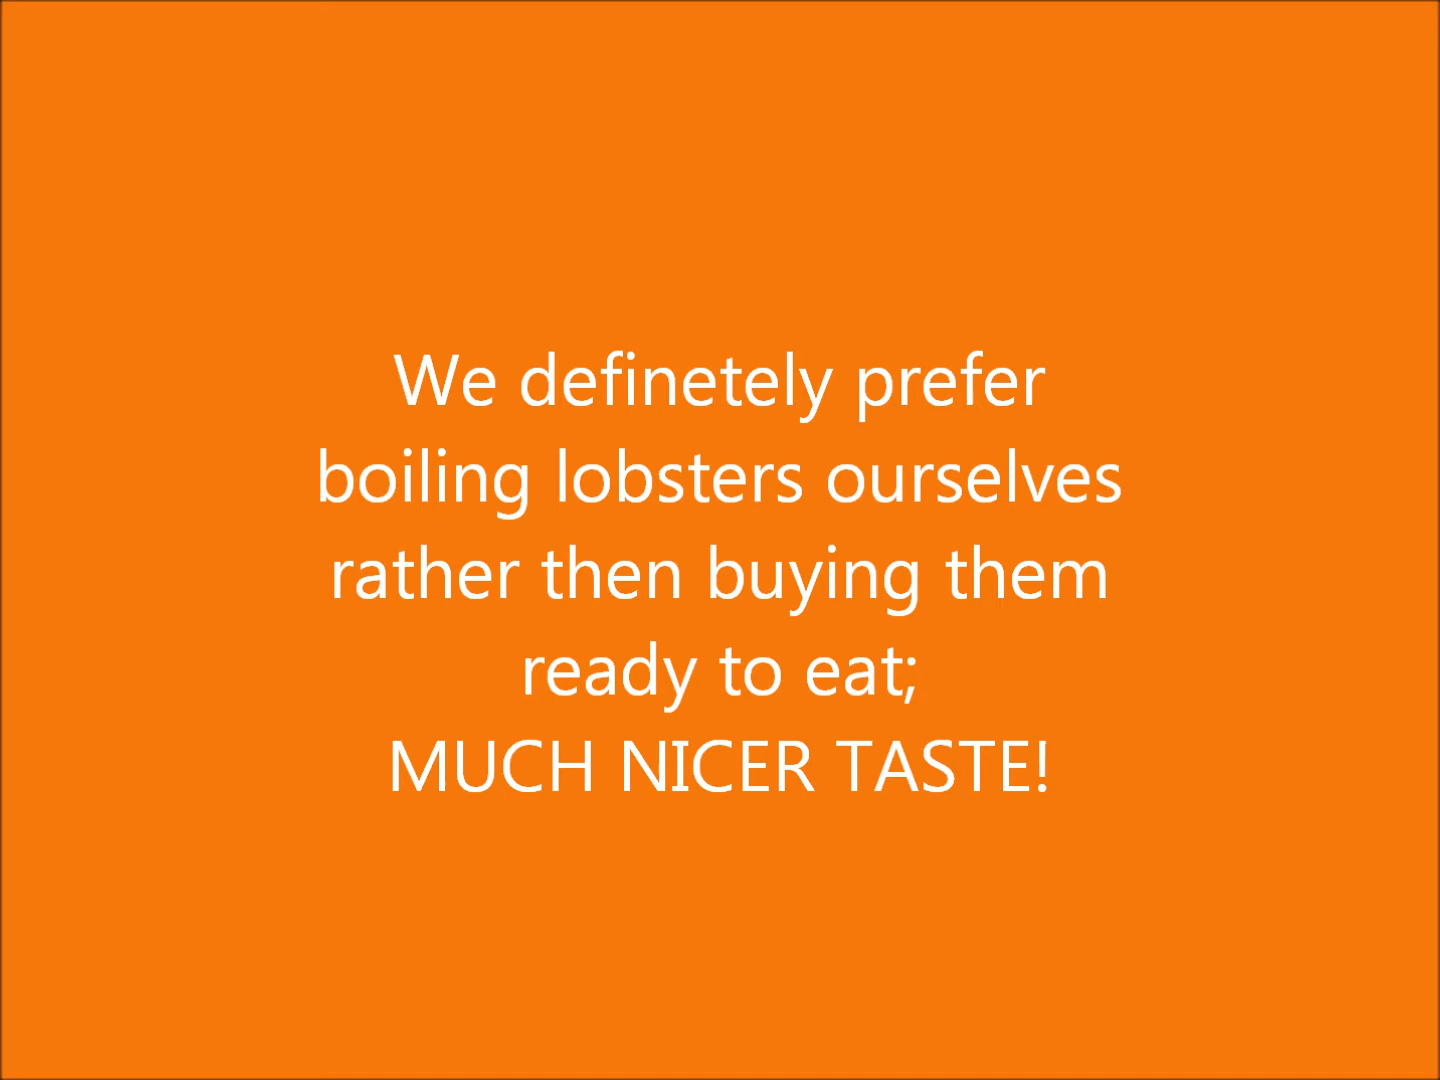 We definetely prefer
boiling lobsters ourselves
rather then buying them
ready to eat;
MUCH NICER TASTE!